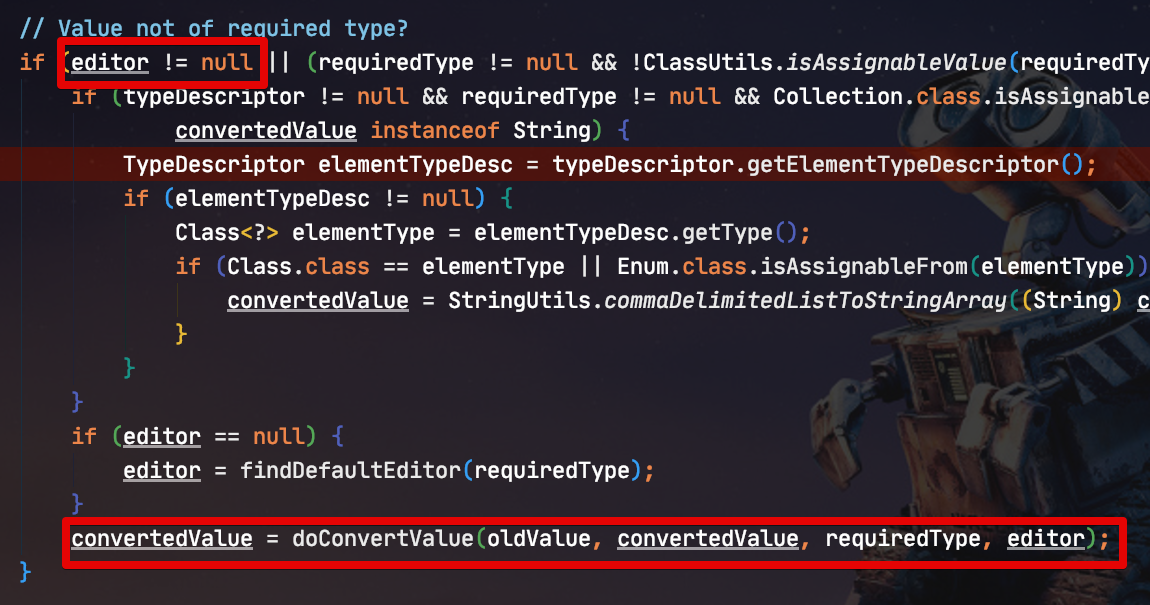 // Value not of required type?
if (editor != null || (requiredType != null && !ClassUtils.isAssignableValue(requiredTy
if (typeDescriptor != null && requiredType != null && Collection.class.isAssignable
convertedValue instanceof String) {
TypeDescriptor elementTypeDesc = typeDescriptor.getElementTypeDescriptor();
if (elementTypeDesc != null) {
Class<?> elementType = elementTypeDesc.getType();
if (Class.class == elementType || Enum.class.isAssignableFrom(elementType))
convertedValue = StringUtils.commaDelimitedListToStringArray((String) c
}
}
}
if (editor == null) {
editor = findDefaultEditor(requiredType);
}
convertedValue = doConvertValue(oldValue, convertedValue, requiredType, editor);
}